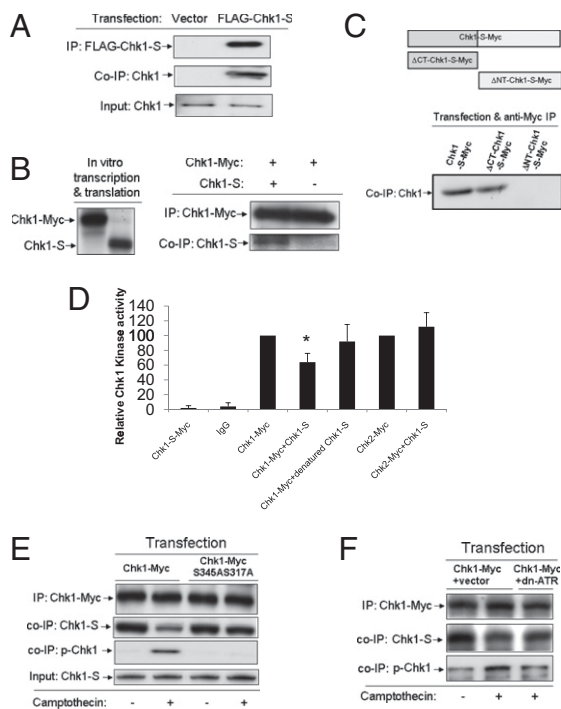 A
Transfection: Vector FLAG-Chk1-S
IP: FLAG-Chk1-S
Co-IP: Chk1
Input: Chk1
B
In vitro
transcription
& translation
Chk1-Myc
Chk1-S
Chk1-Myc: + +
Chk1-S: + -
IP: Chk1-Myc
Co-IP: Chk1-S
C
Chk1-S-Myc
ΔCT-Chk1-S-Myc
ΔNT-Chk1-S-Myc
Transfection & anti-Myc IP
Chk1
-S-Myc
ΔCT-Chk1
-S-Myc
ΔNT-Chk1
-S-Myc
Co-IP: Chk1
D
Relative Chk1 Kinase activity
140
120
100
80
60
40
20
0
*
Chk1-S-Myc
IgG
Chk1-Myc
Chk1-Myc+Chk1-S
Chk1-Myc+denatured Chk1-S
Chk2-Myc
Chk2-Myc+Chk1-S
E
Transfection
Chk1-Myc Chk1-Myc
S345AS317A
IP: Chk1-Myc
co-IP: Chk1-S
co-IP: p-Chk1
Input: Chk1-S
Camptothecin: - + - +
F
Transfection
Chk1-Myc Chk1-Myc
+vector +dn-ATR
IP: Chk1-Myc
co-IP: Chk1-S
co-IP: p-Chk1
Camptothecin: - + +